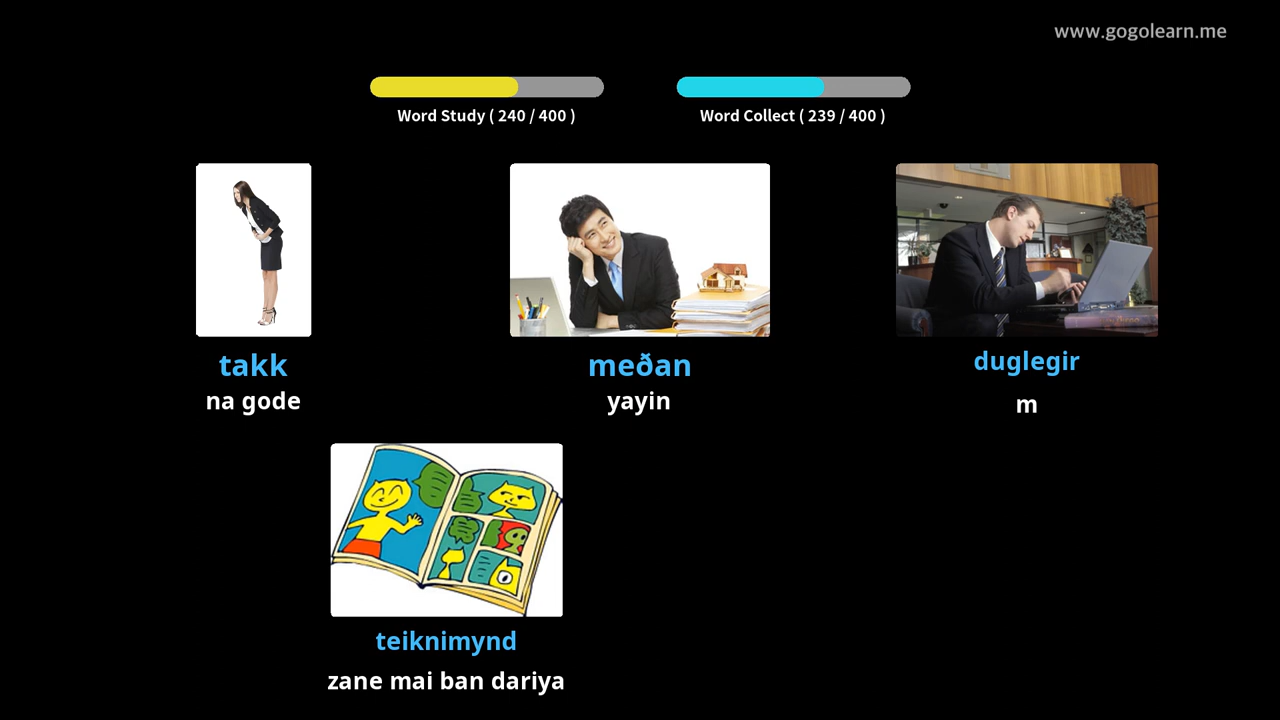 www.gogolearn.me
Word Study ( 240 / 400 )
Word Collect ( 239 / 400 )
takk
na gode
meðan
yayin
duglegir
m
teiknimynd
zane mai ban dariya